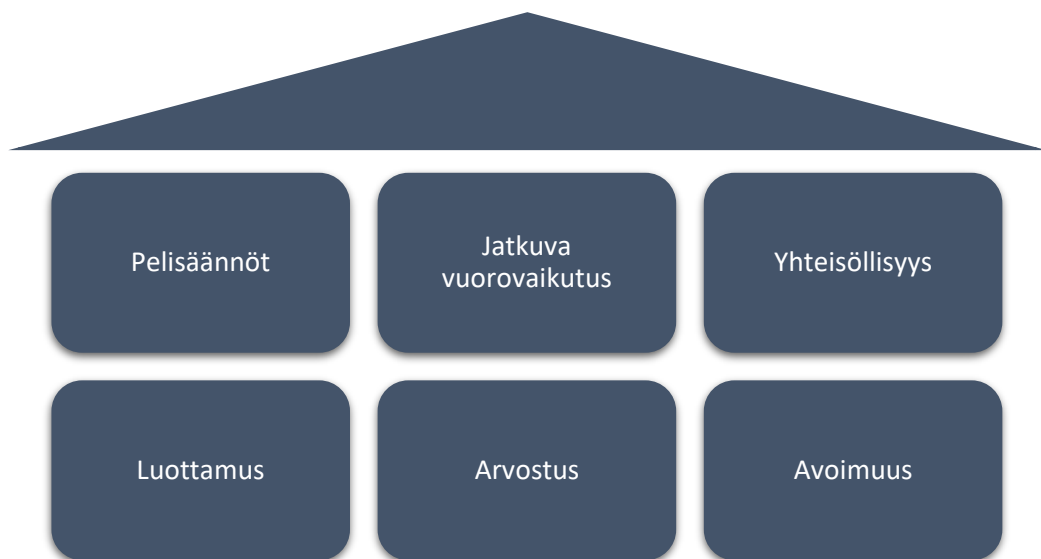 Pelisäännöt
Jatkuva
vuorovaikutus
Yhteisöllisyys
Luottamus
Arvostus
Avoimuus